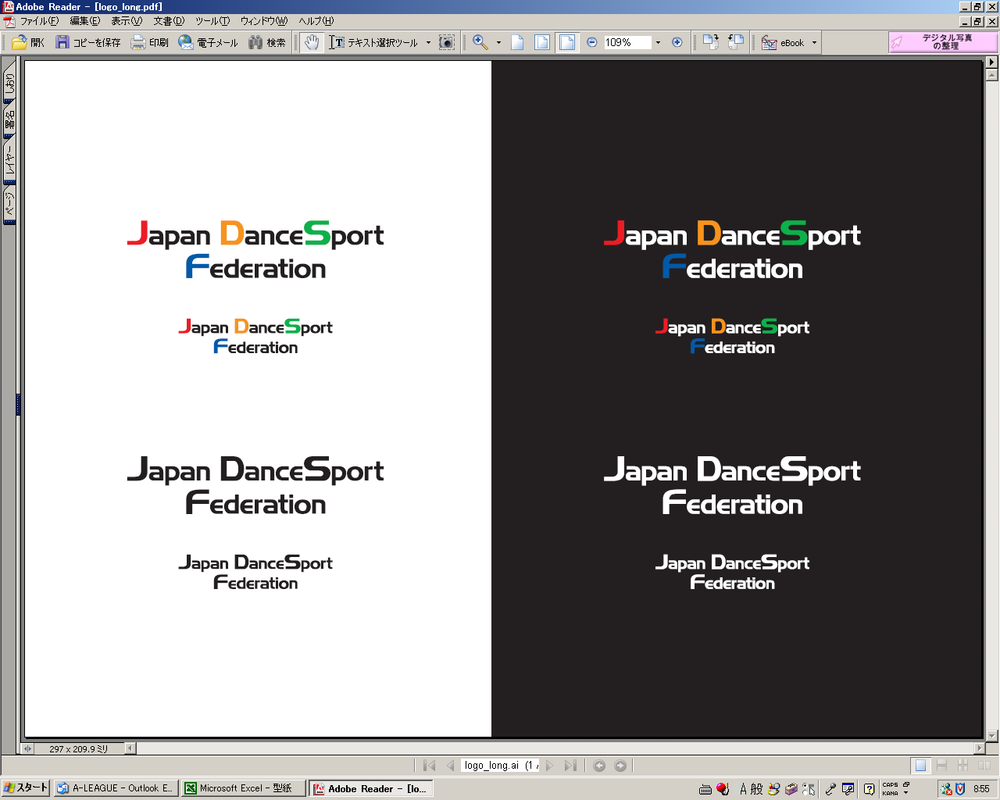 Adobe Reader - [logo_long.pdf]
ファイル(F) 編集(E) 表示(V) 文書(D) ツール(T) ウィンドウ(W) ヘルプ(H)
開く コピーを保存 印刷 電子メール 検索 テキスト選択ツール 109% eBook デジタル写真の整理
しおり
署名
レイヤー
ページ
Japan DanceSport
Federation
Japan DanceSport
Federation
Japan DanceSport
Federation
Japan DanceSport
Federation
Japan DanceSport
Federation
Japan DanceSport
Federation
Japan DanceSport
Federation
Japan DanceSport
Federation
297 x 209.9 ミリ
logo_long.ai (1 /
スタート A-LEAGUE - Outlook E... Microsoft Excel - 型紙 Adobe Reader - [lo... A 般 CAPS KANA 8:55